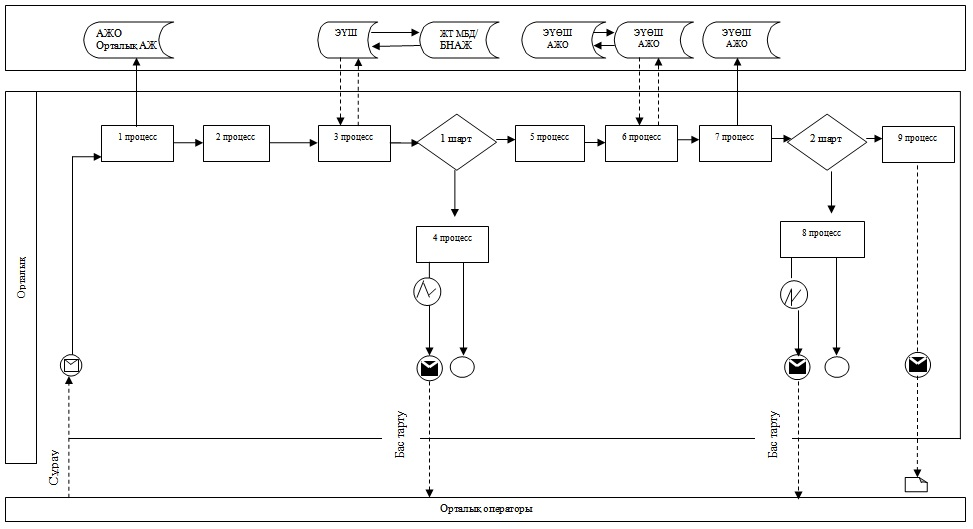 АЖО
Орталық АЖ
ЭҮШ
ЖТ МБД/
БНАЖ
ЭҮӨШ
АЖО
ЭҮӨШ
АЖО
ЭҮӨШ
АЖО
1 процесс
2 процесс
3 процесс
1 шарт
5 процесс
6 процесс
7 процесс
2 шарт
9 процесс
4 процесс
8 процесс
Орталық
Сұрау
Бас тарту
Бас тарту
Орталық операторы